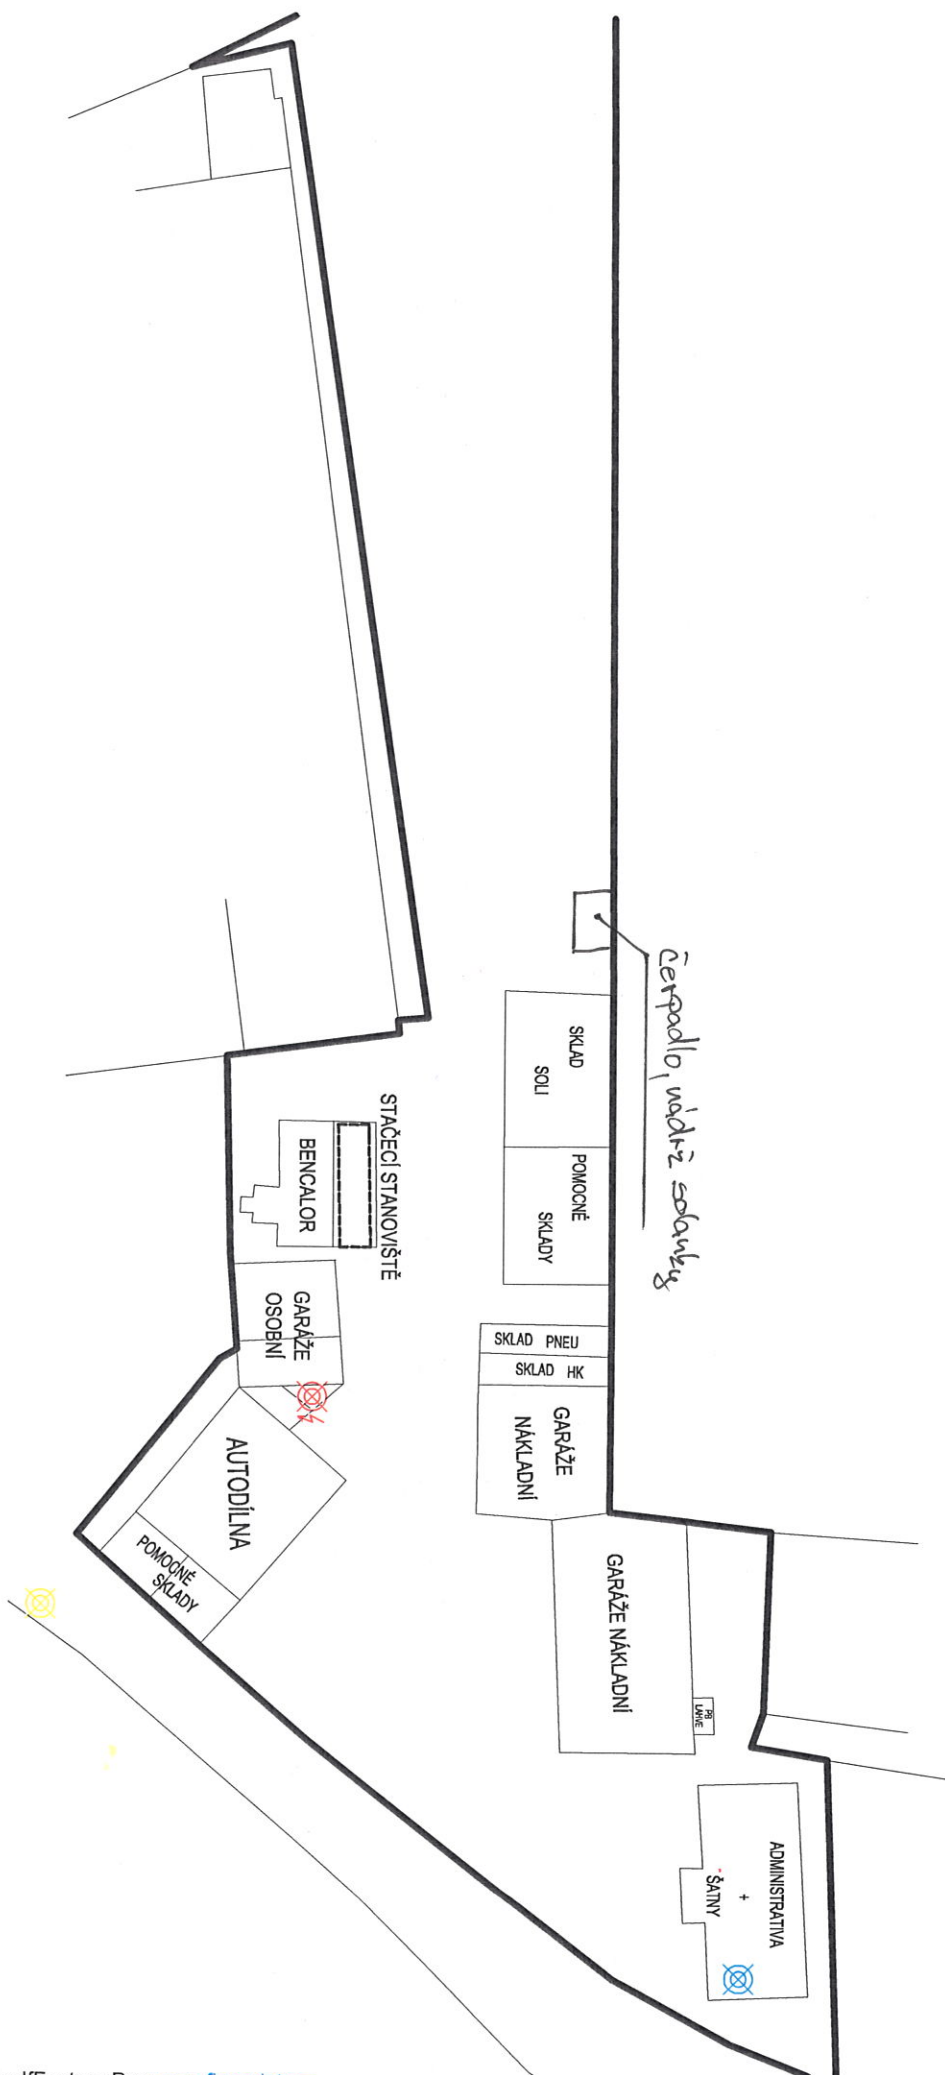 čerpadlo, nádrž solanky
SKLAD
SOLI
POMOCNÉ
SKLADY
STAČECÍ STANOVIŠTĚ
BENCALOR
GARÁŽE
OSOBNÍ
SKLAD PNEU
SKLAD HK
GARÁŽE
NÁKLADNÍ
AUTODÍLNA
POMOCNÉ
SKLADY
GARÁŽE NÁKLADNÍ
PB
LAHVE
ADMINISTRATIVA
+
ŠATNY